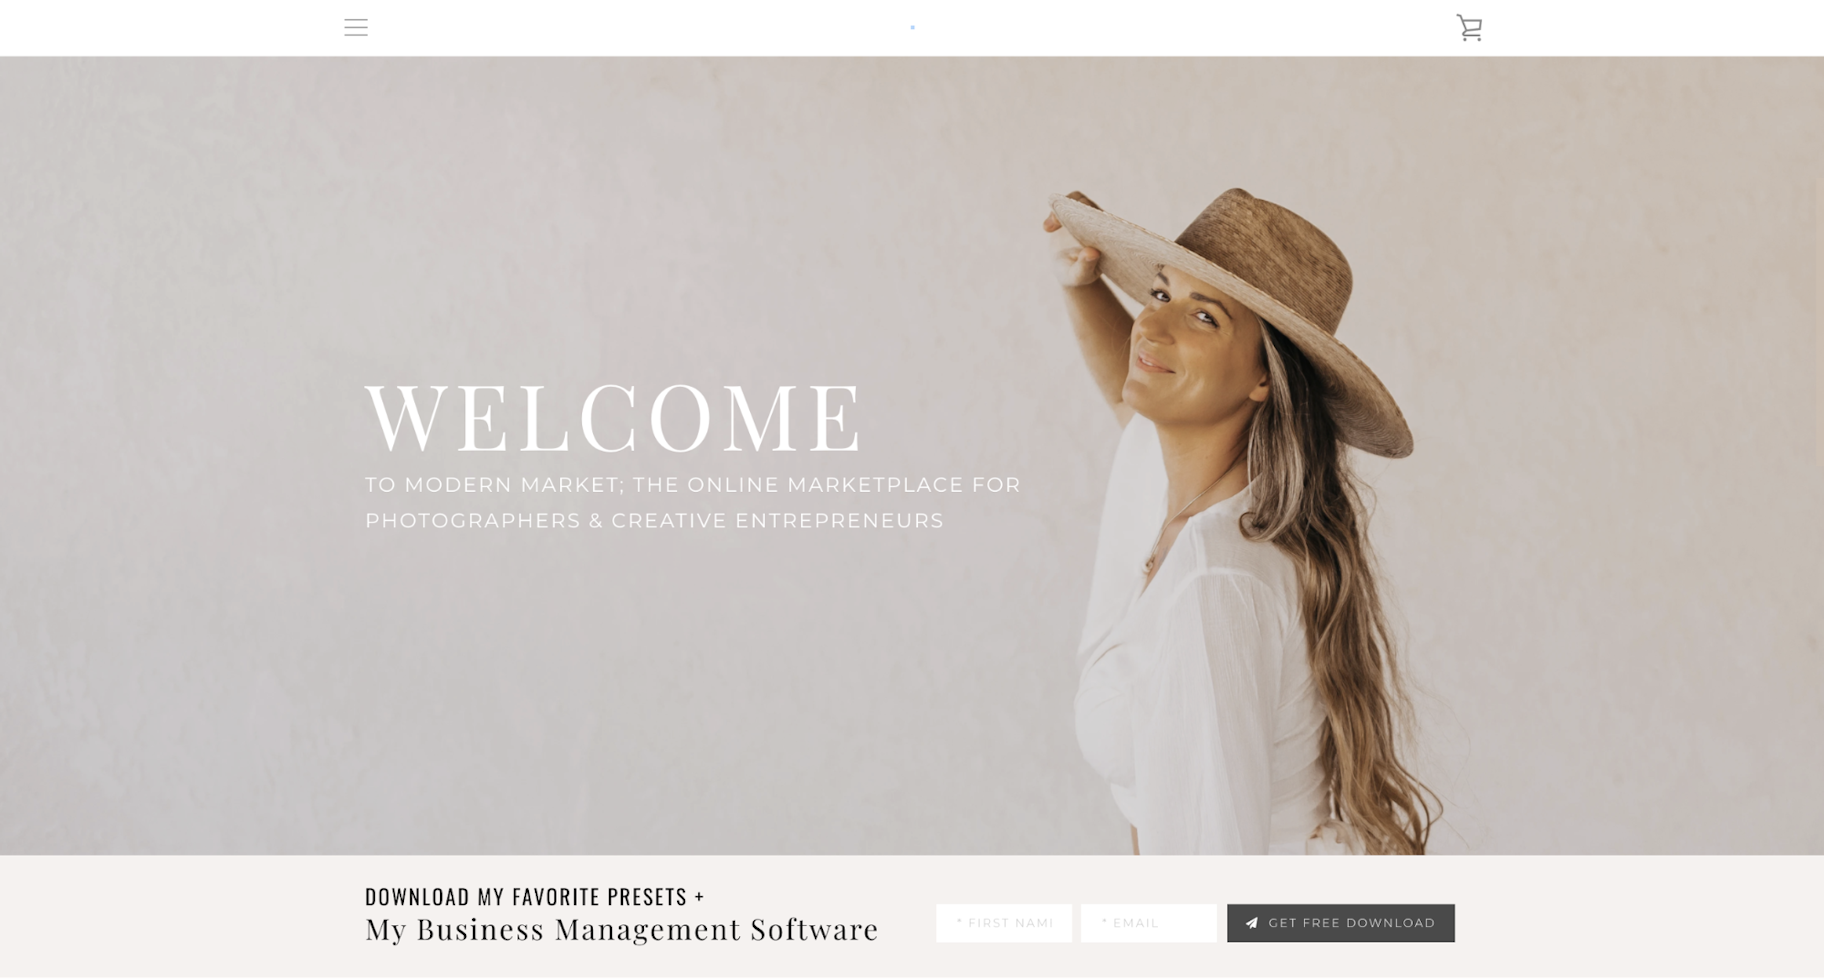 WELCOME
TO MODERN MARKET; THE ONLINE MARKETPLACE FOR
PHOTOGRAPHERS & CREATIVE ENTREPRENEURS
DOWNLOAD MY FAVORITE PRESETS +
My Business Management Software
* FIRST NAM
* EMAIL
GET FREE DOWNLOAD